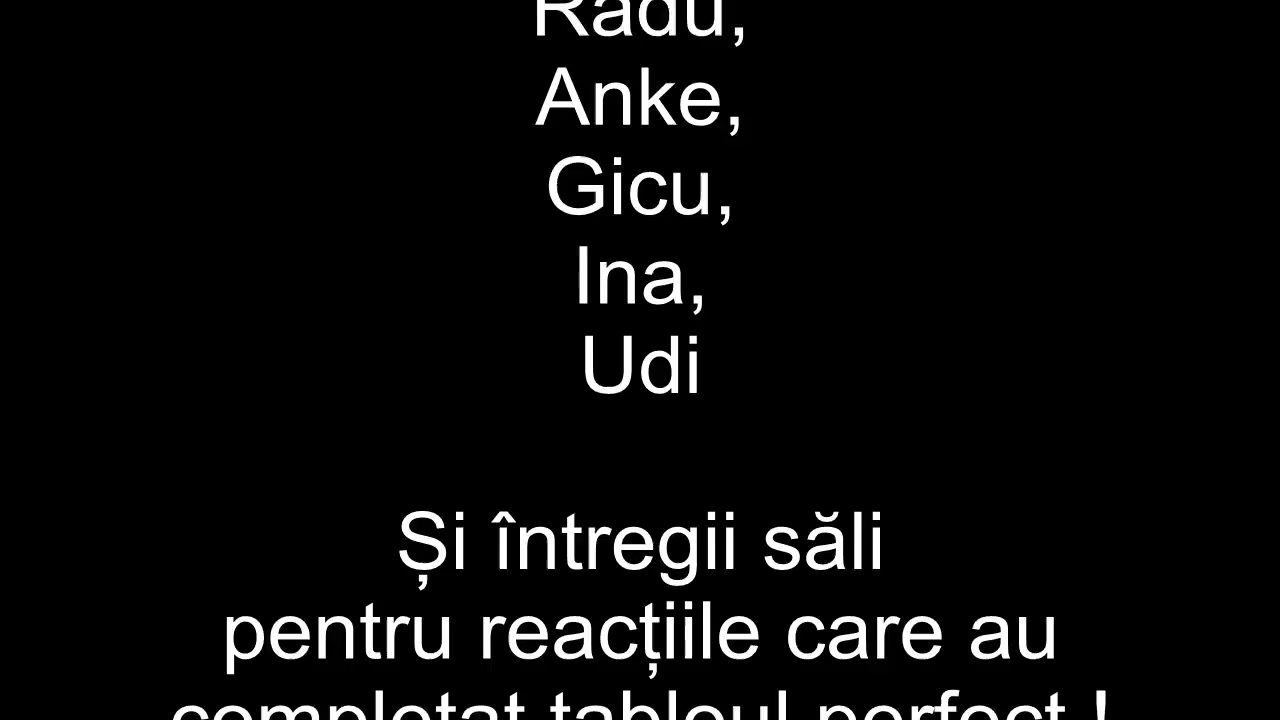 Radu,
Anke,
Gicu,
Ina,
Udi
Și întregii săli
pentru reacțiile care au
completat tabloul perfect !